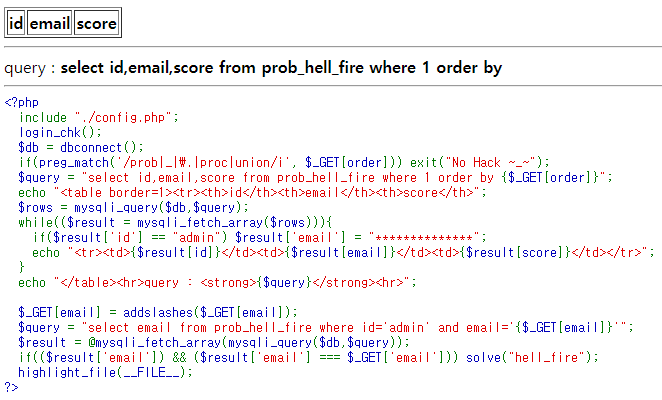 id email score
query : select id,email,score from prob_hell_fire where 1 order by
<?php
  include "./config.php";
  login_chk();
  $db = dbconnect();
  if(preg_match('/prob|_|₩.|proc|union/i', $_GET[order])) exit("No Hack ~_~");
  $query = "select id,email,score from prob_hell_fire where 1 order by {$_GET[order]}";
  echo "<table border=1><tr><th>id</th><th>email</th><th>score</th>";
  $rows = mysqli_query($db,$query);
  while(($result = mysqli_fetch_array($rows))){
    if($result['id'] == "admin") $result['email'] = "**************";
    echo "<tr><td>{$result[id]}</td><td>{$result[email]}</td><td>{$result[score]}</td></tr>";
  }
  echo "</table><hr>query : <strong>{$query}</strong><hr>";

  $_GET[email] = addslashes($_GET[email]);
  $query = "select email from prob_hell_fire where id='admin' and email='{$_GET[email]}'";
  $result = @mysqli_fetch_array(mysqli_query($db,$query));
  if(($result['email']) && ($result['email'] === $_GET['email'])) solve("hell_fire");
  highlight_file(__FILE__);
?>